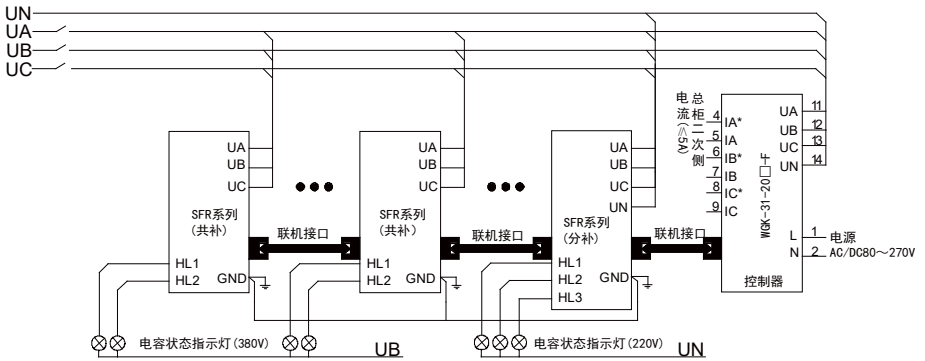 UN
UA
UB
UC
总柜二次侧
电流(≤5A)
4 IA*
5 IA
6 IB*
7 IB
8 IC*
9 IC
WGK-31-20□-F
UA 11
UB 12
UC 13
UN 14
L 1 电源
N 2 AC/DC80～270V
控制器
UA
UB
UC
SFR系列
(共补)
HL1
HL2
GND
联机接口
UA
UB
UC
SFR系列
(共补)
HL1
HL2
GND
联机接口
UA
UB
UC
UN
SFR系列
(分补)
HL1
HL2
HL3
GND
联机接口
电容状态指示灯(380V)
UB
电容状态指示灯(220V)
UN